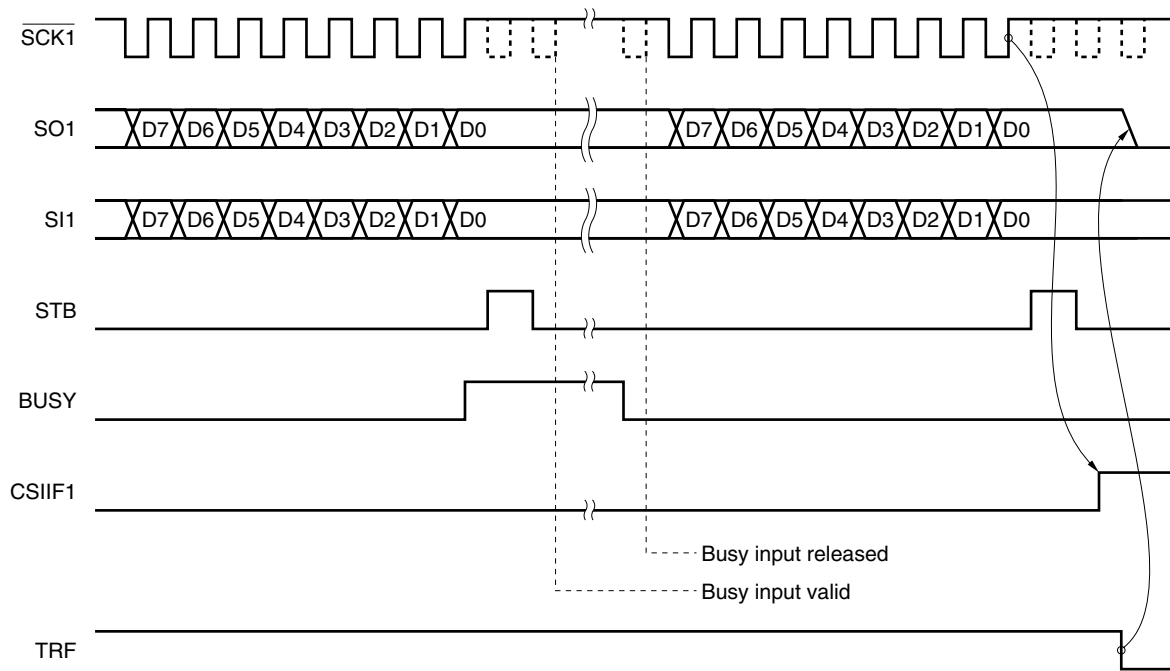 SCK1
SO1
D7 D6 D5 D4 D3 D2 D1 D0 D7 D6 D5 D4 D3 D2 D1 D0
SI1
D7 D6 D5 D4 D3 D2 D1 D0 D7 D6 D5 D4 D3 D2 D1 D0
STB
BUSY
CSIIF1
Busy input released
Busy input valid
TRF